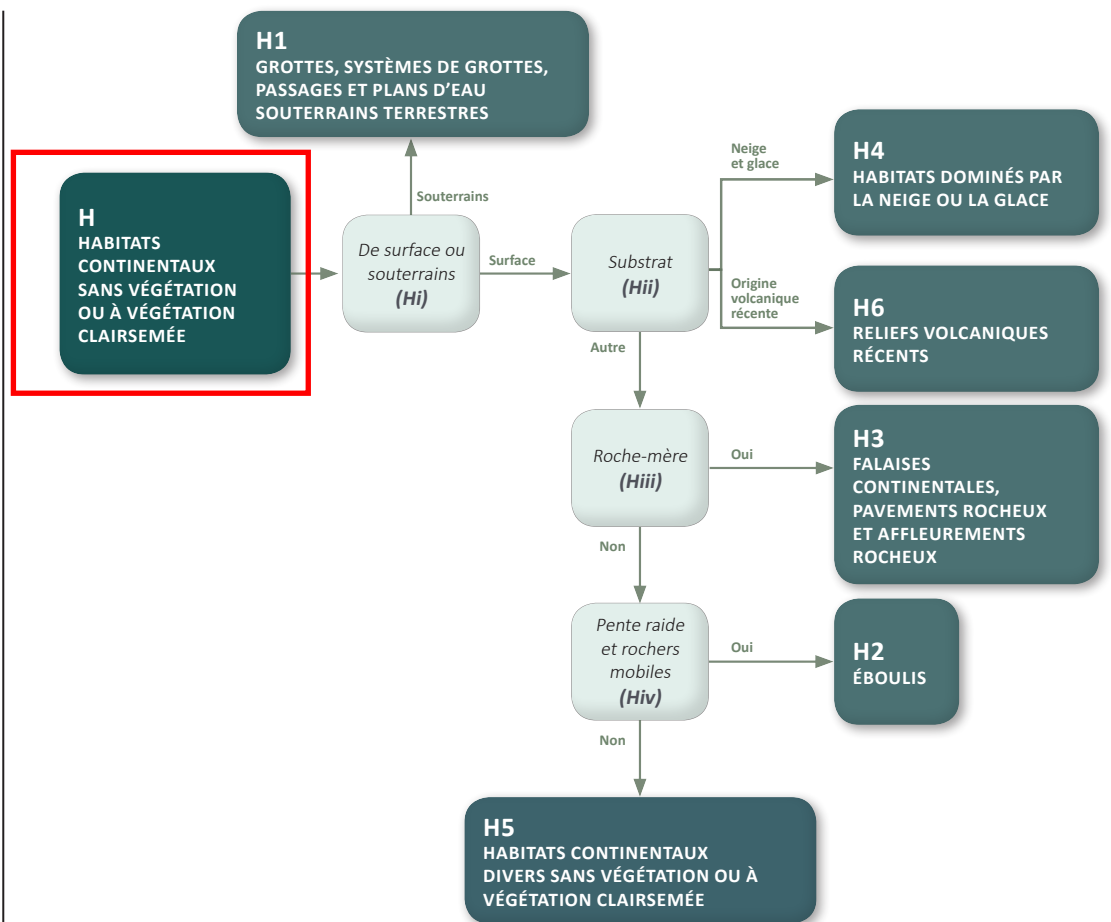 H1
GROTTES, SYSTÈMES DE GROTTES,
PASSAGES ET PLANS D'EAU
SOUTERRAINS TERRESTRES
H
HABITATS
CONTINENTAUX
SANS VÉGÉTATION
OU À VÉGÉTATION
CLAIRSEMÉE
Souterrains
De surface ou
souterrains
(Hi)
Surface
Substrat
(Hii)
Neige
et glace
H4
HABITATS DOMINÉS PAR
LA NEIGE OU LA GLACE
Origine
volcanique
récente
H6
RELIEFS VOLCANIQUES
RÉCENTS
Autre
Roche-mère
(Hiii)
Oui
H3
FALAISES
CONTINENTALES,
PAVEMENTS ROCHEUX
ET AFFLEUREMENTS
ROCHEUX
Non
Pente raide
et rochers
mobiles
(Hiv)
Oui
H2
ÉBOULIS
Non
H5
HABITATS CONTINENTAUX
DIVERS SANS VÉGÉTATION OU À
VÉGÉTATION CLAIRSEMÉE